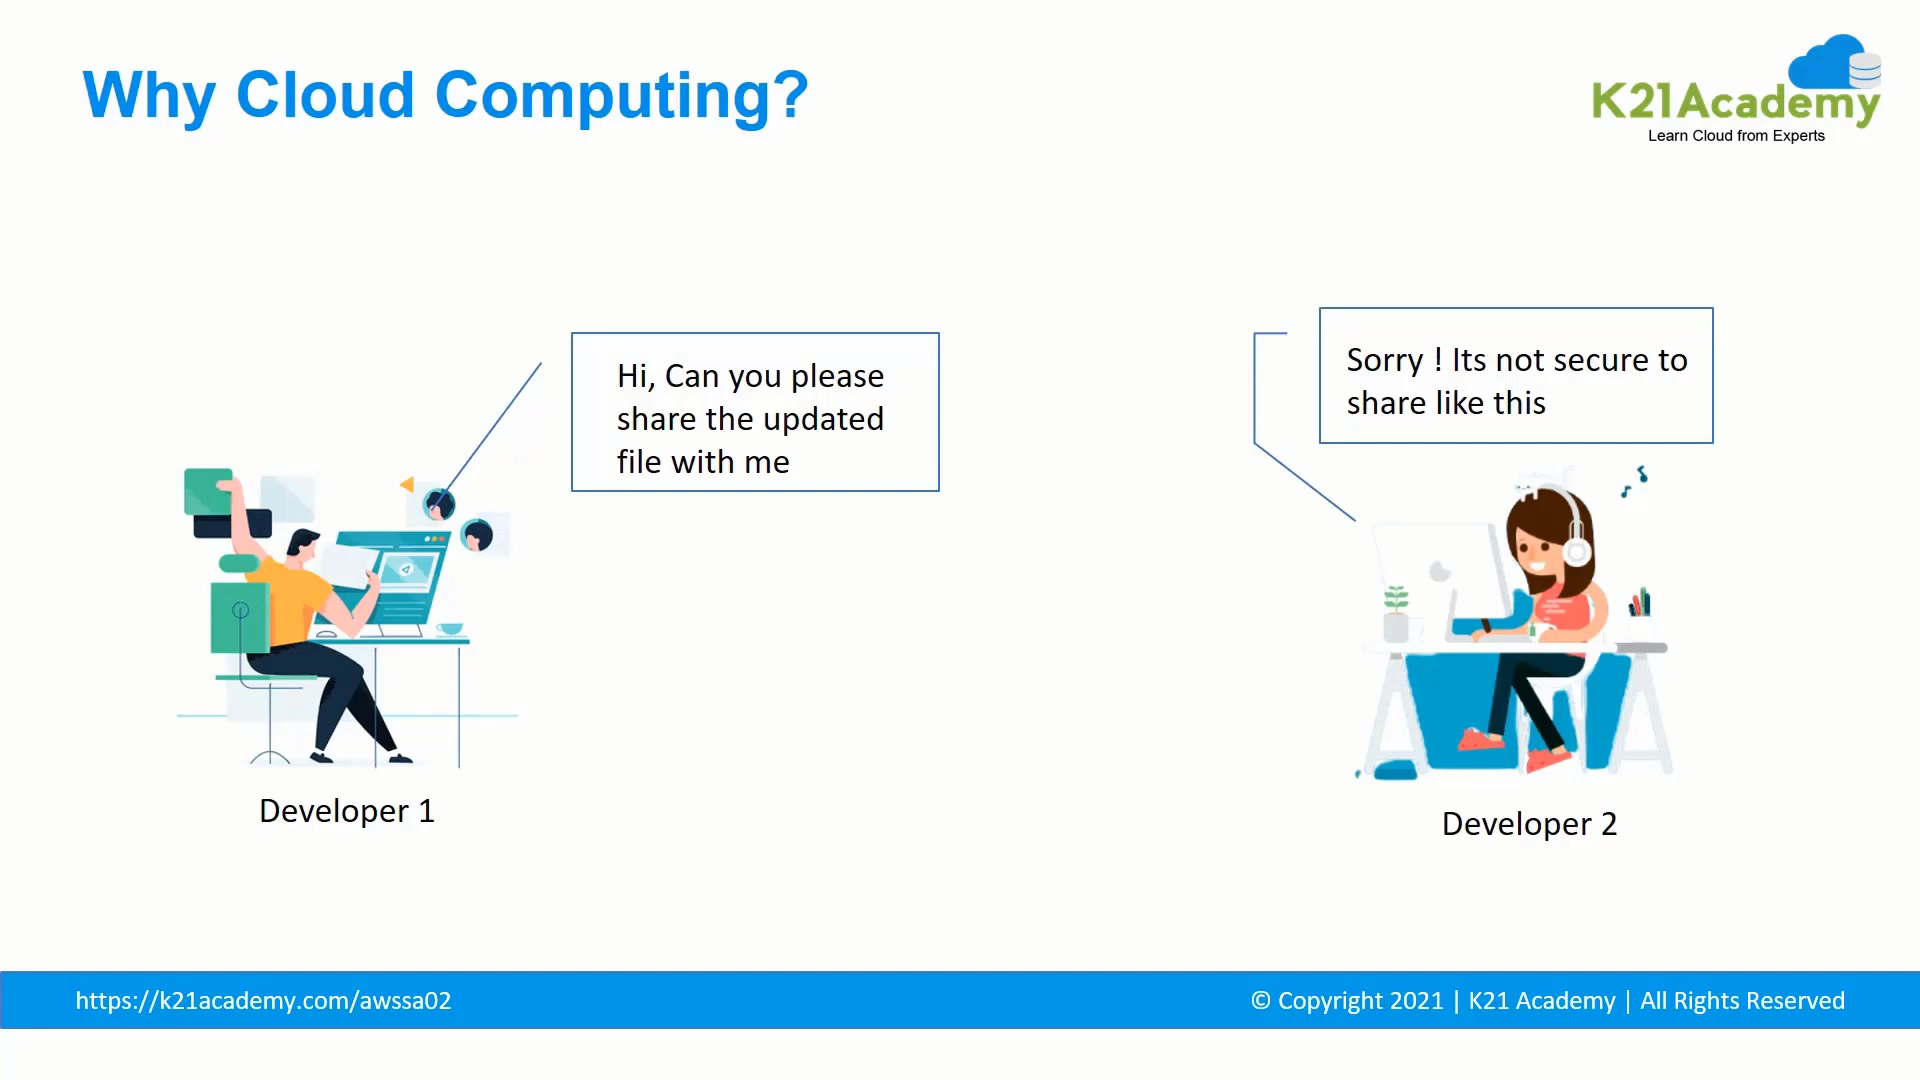 Why Cloud Computing?
K21Academy
Learn Cloud from Experts
Hi, Can you please
share the updated
file with me
Sorry ! Its not secure to
share like this
Developer 1
Developer 2
https://k21academy.com/awssa02
© Copyright 2021 | K21 Academy | All Rights Reserved